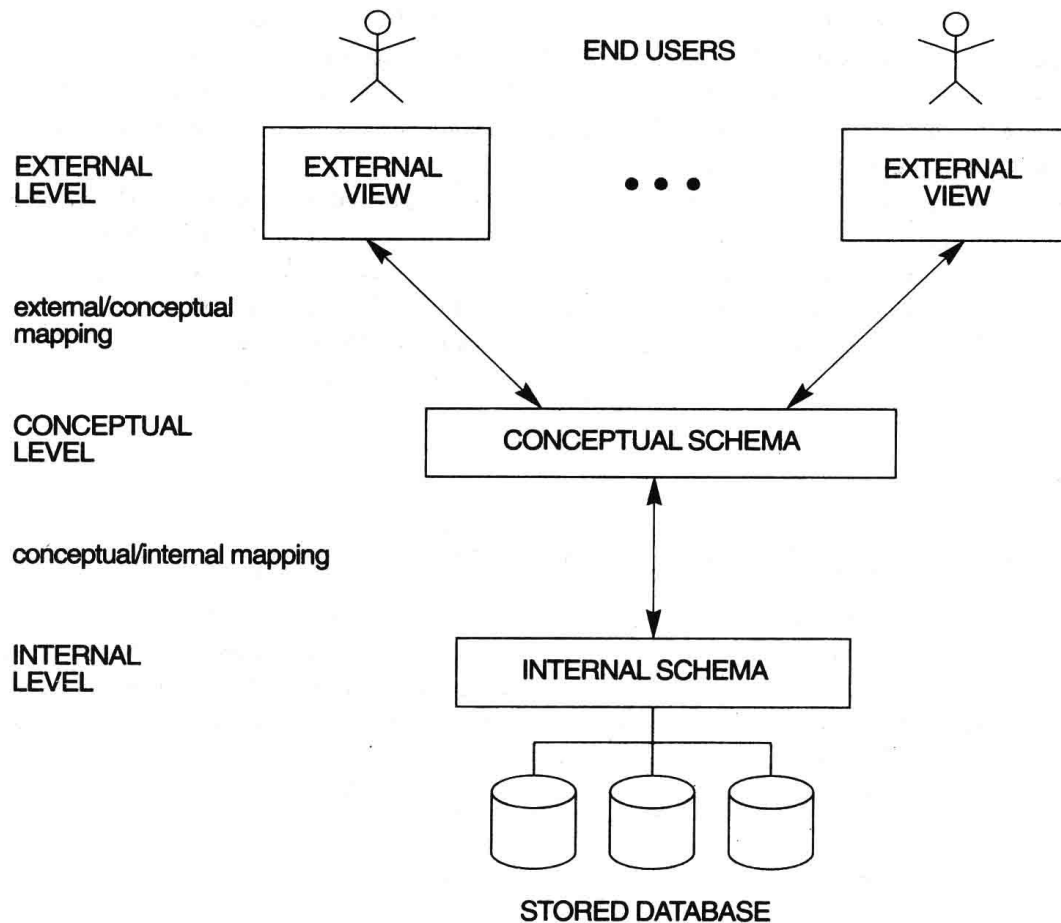 END USERS
EXTERNAL
LEVEL
EXTERNAL
VIEW
EXTERNAL
VIEW
external/conceptual
mapping
CONCEPTUAL
LEVEL
CONCEPTUAL SCHEMA
conceptual/internal mapping
INTERNAL
LEVEL
INTERNAL SCHEMA
STORED DATABASE